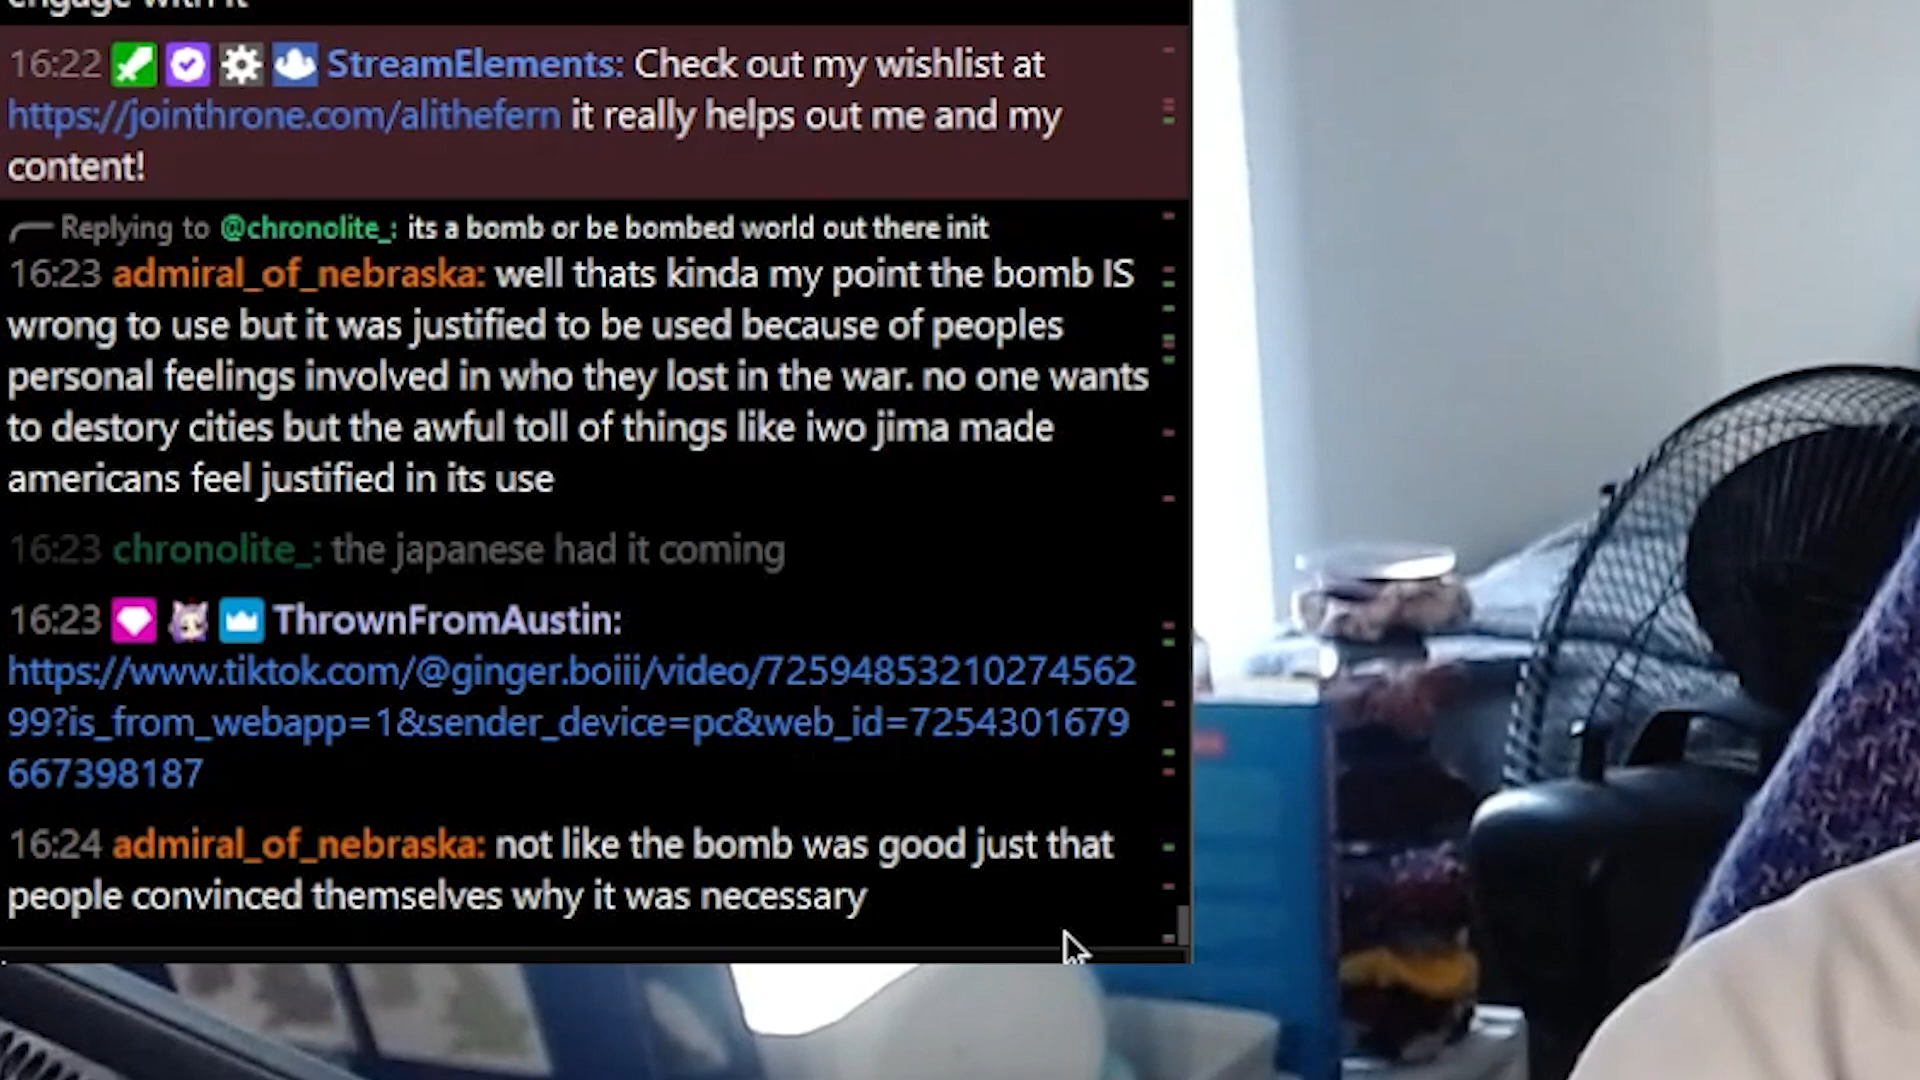 engage with it
16:22 StreamElements: Check out my wishlist at
https://jointhrone.com/alithefern it really helps out me and my
content!
Replying to @chronolite_: its a bomb or be bombed world out there init
16:23 admiral_of_nebraska: well thats kinda my point the bomb IS
wrong to use but it was justified to be used because of peoples
personal feelings involved in who they lost in the war. no one wants
to destory cities but the awful toll of things like iwo jima made
americans feel justified in its use
16:23 chronolite_: the japanese had it coming
16:23 ThrownFromAustin:
https://www.tiktok.com/@ginger.boiii/video/72594853210274562
99?is_from_webapp=1&sender_device=pc&web_id=7254301679
667398187
16:24 admiral_of_nebraska: not like the bomb was good just that
people convinced themselves why it was necessary